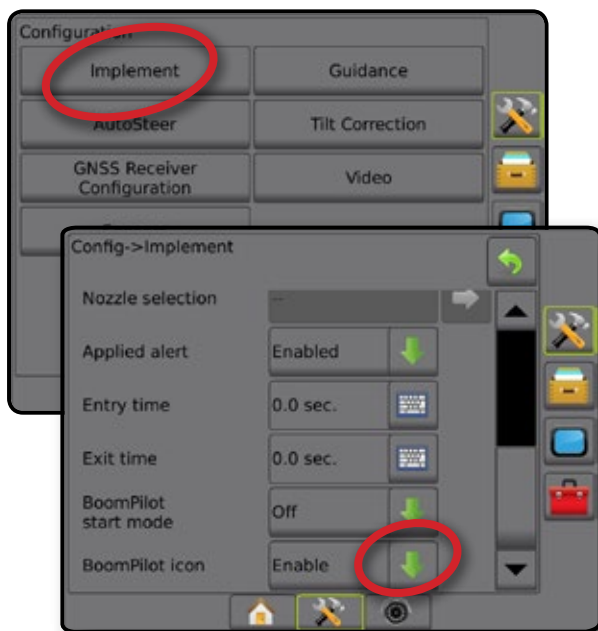 Configuration
Implement
Guidance
AutoSteer
Tilt Correction
GNSS Receiver
Configuration
Video
Config->Implement
Nozzle selection
--
Applied alert
Enabled
Entry time
0.0 sec.
Exit time
0.0 sec.
BoomPilot
start mode
Off
BoomPilot icon
Enable